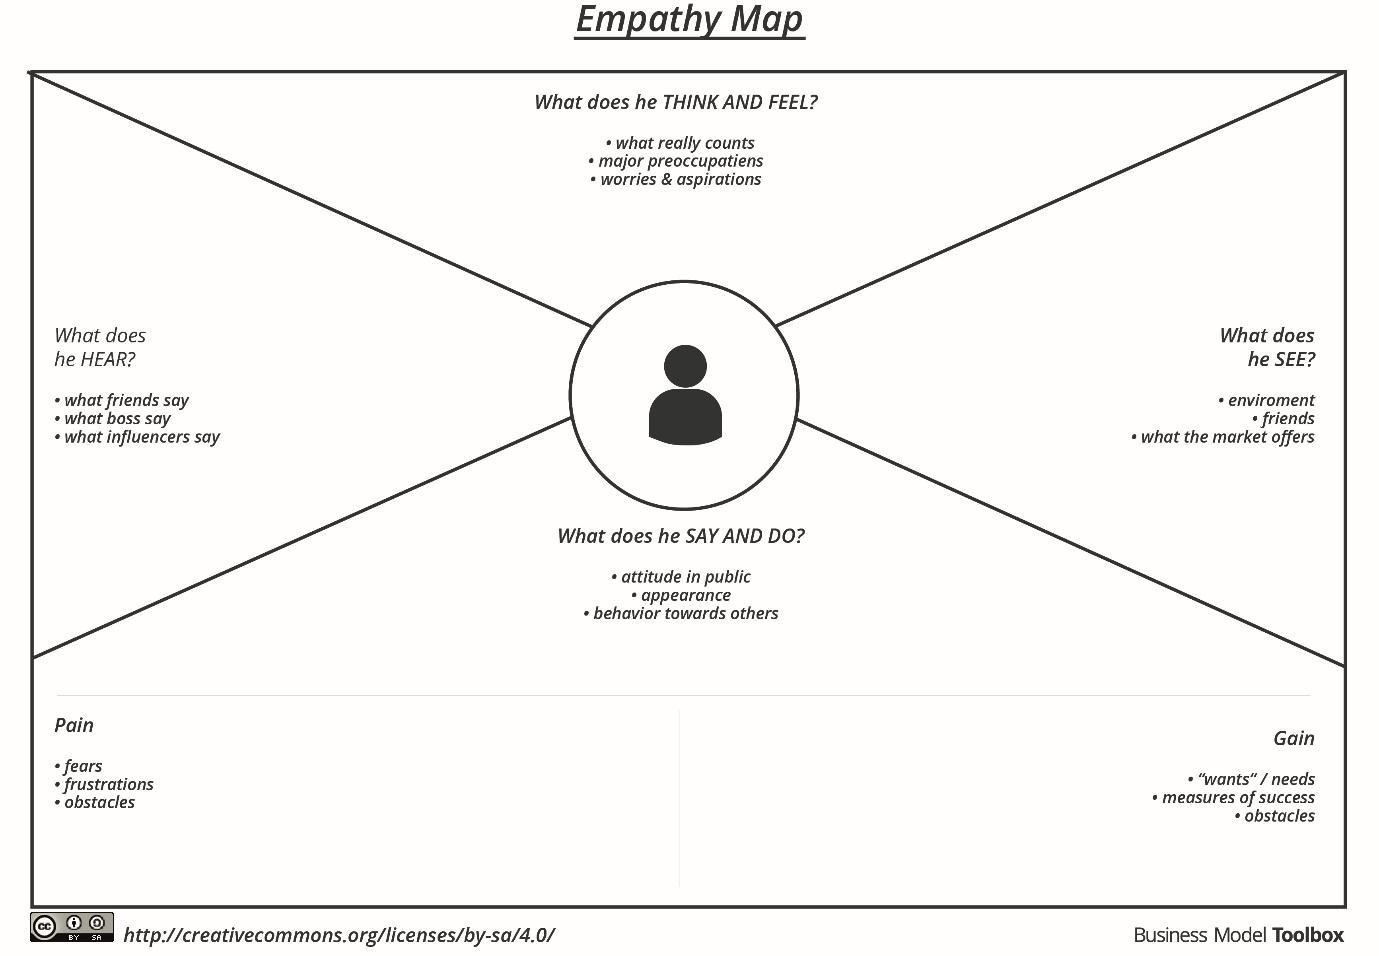 Empathy Map
What does he THINK AND FEEL?
• what really counts
• major preoccupatiens
• worries & aspirations
What does
he HEAR?
• what friends say
• what boss say
• what influencers say
What does
he SEE?
• enviroment
• friends
• what the market offers
What does he SAY AND DO?
• attitude in public
• appearance
• behavior towards others
Pain
• fears
• frustrations
• obstacles
Gain
• “wants“ / needs
• measures of success
• obstacles
cc BY SA
http://creativecommons.org/licenses/by-sa/4.0/
Business Model Toolbox